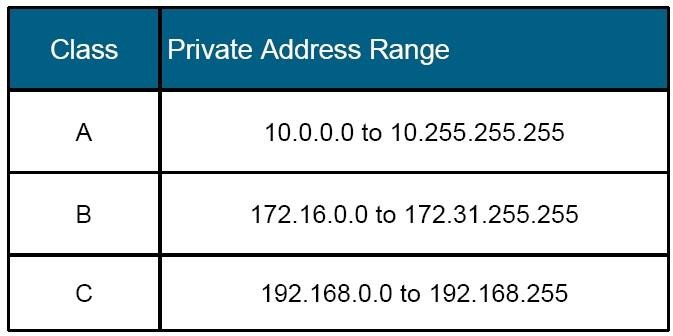 Class Private Address Range
A 10.0.0.0 to 10.255.255.255
B 172.16.0.0 to 172.31.255.255
C 192.168.0.0 to 192.168.255